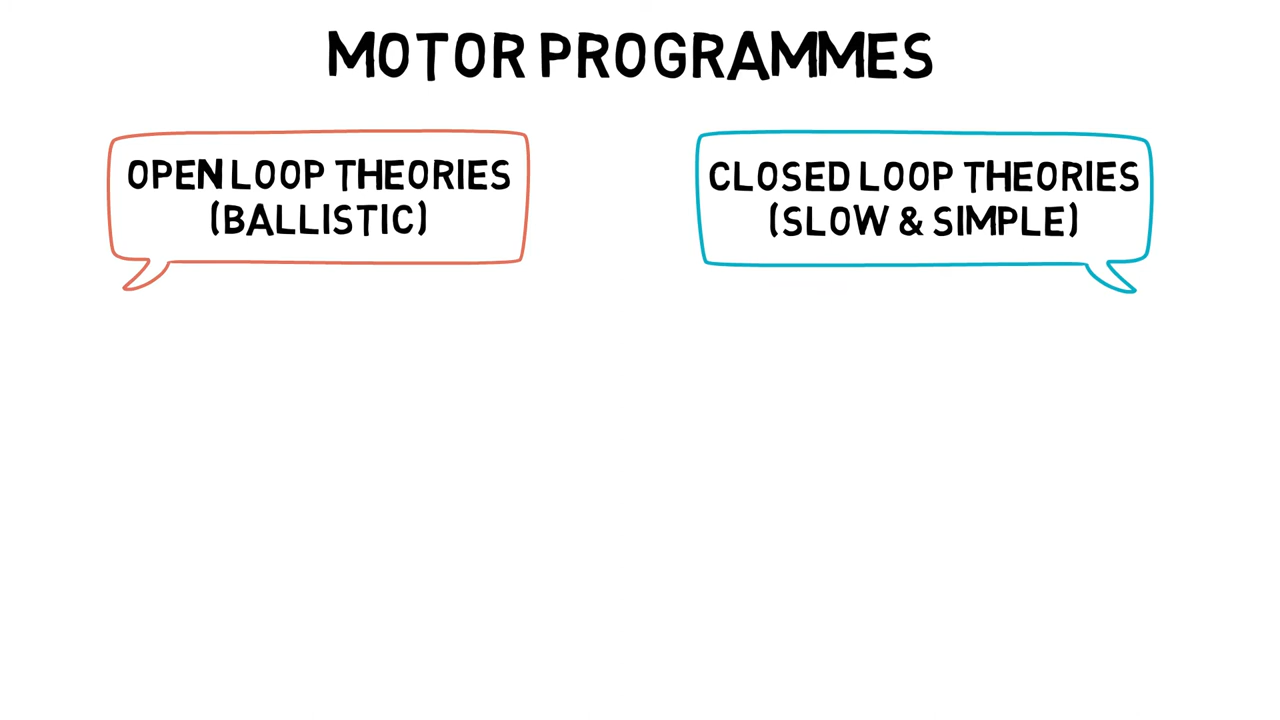 MOTOR PROGRAMMES
OPEN LOOP THEORIES
(BALLISTIC)
CLOSED LOOP THEORIES
(SLOW & SIMPLE)